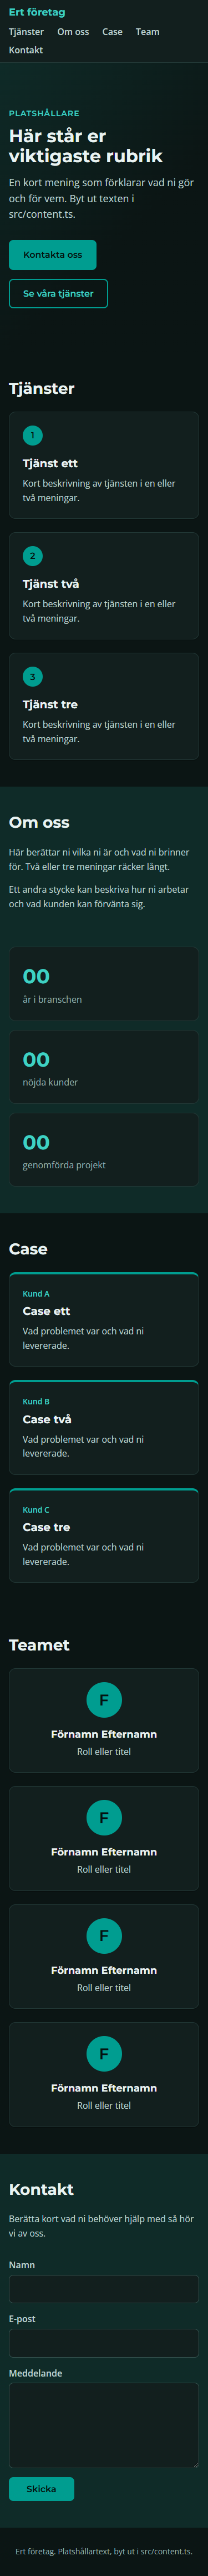 Ert företag
Tjänster Om oss Case Team
Kontakt
PLATSHÅLLARE
Här står er
viktigaste rubrik
En kort mening som förklarar vad ni gör
och för vem. Byt ut texten i
src/content.ts.
Kontakta oss
Se våra tjänster
Tjänster
1
Tjänst ett
Kort beskrivning av tjänsten i en eller
två meningar.
2
Tjänst två
Kort beskrivning av tjänsten i en eller
två meningar.
3
Tjänst tre
Kort beskrivning av tjänsten i en eller
två meningar.
Om oss
Här berättar ni vilka ni är och vad ni brinner
för. Två eller tre meningar räcker långt.
Ett andra stycke kan beskriva hur ni arbetar
och vad kunden kan förvänta sig.
00
år i branschen
00
nöjda kunder
00
genomförda projekt
Case
Kund A
Case ett
Vad problemet var och vad ni
levererade.
Kund B
Case två
Vad problemet var och vad ni
levererade.
Kund C
Case tre
Vad problemet var och vad ni
levererade.
Teamet
F
Förnamn Efternamn
Roll eller titel
F
Förnamn Efternamn
Roll eller titel
F
Förnamn Efternamn
Roll eller titel
F
Förnamn Efternamn
Roll eller titel
Kontakt
Berätta kort vad ni behöver hjälp med så hör
vi av oss.
Namn
E-post
Meddelande
Skicka
Ert företag. Platshållartext, byt ut i src/content.ts.